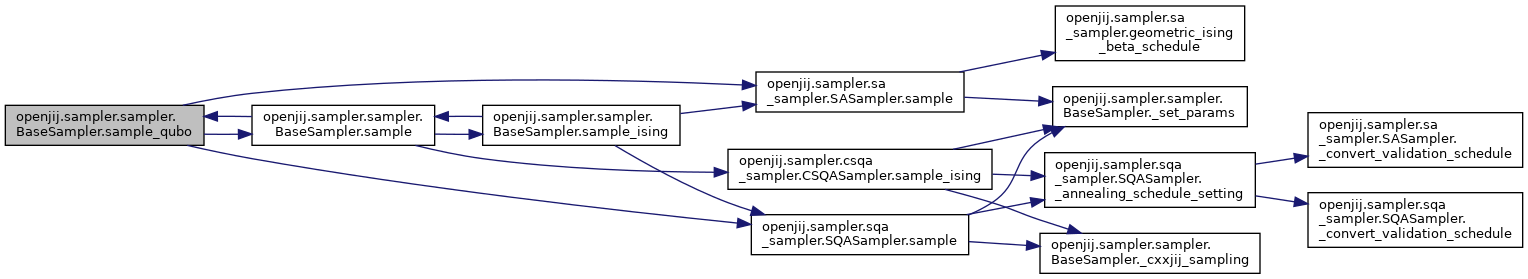 openjij.sampler.sampler.
BaseSampler.sample_qubo
openjij.sampler.sampler.
BaseSampler.sample
openjij.sampler.sampler.
BaseSampler.sample_ising
openjij.sampler.sa
_sampler.SASampler.sample
openjij.sampler.csqa
_sampler.CSQASampler.sample_ising
openjij.sampler.sqa
_sampler.SQASampler.sample
openjij.sampler.sa
_sampler.geometric_ising
_beta_schedule
openjij.sampler.sampler.
BaseSampler._set_params
openjij.sampler.sqa
_sampler.SQASampler.
_annealing_schedule_setting
openjij.sampler.sampler.
BaseSampler._cxxjij_sampling
openjij.sampler.sa
_sampler.SASampler.
_convert_validation_schedule
openjij.sampler.sqa
_sampler.SQASampler.
_convert_validation_schedule